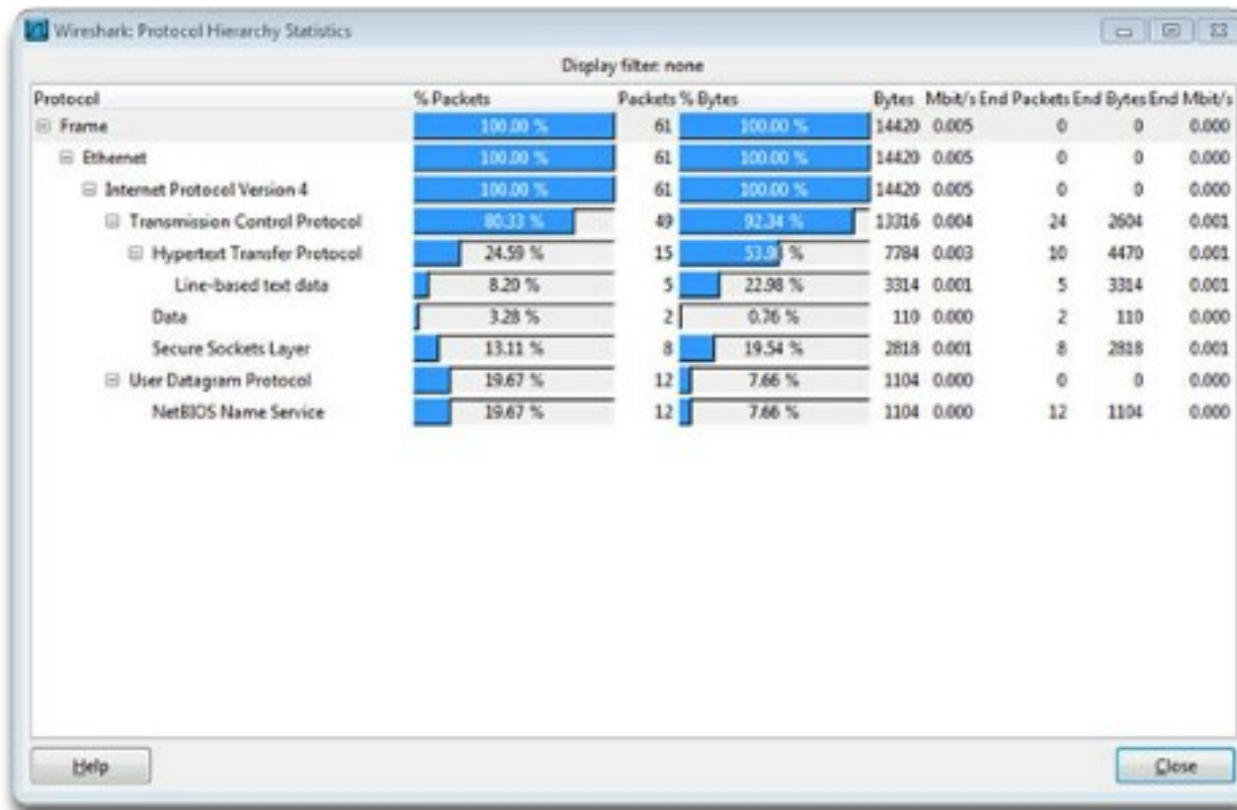 Wireshark: Protocol Hierarchy Statistics
Display filter: none
Protocol % Packets Packets % Bytes Bytes Mbit/s End Packets End Bytes End Mbit/s
Frame 100.00 % 61 100.00 % 14420 0.005 0 0 0.000
Ethernet 100.00 % 61 100.00 % 14420 0.005 0 0 0.000
Internet Protocol Version 4 100.00 % 61 100.00 % 14420 0.005 0 0 0.000
Transmission Control Protocol 80.33 % 49 92.34 % 13316 0.004 24 2604 0.001
Hypertext Transfer Protocol 24.59 % 15 53.98 % 7784 0.003 10 4470 0.001
Line-based text data 8.20 % 5 22.98 % 3314 0.001 5 3314 0.001
Data 3.28 % 2 0.76 % 110 0.000 2 110 0.000
Secure Sockets Layer 13.11 % 8 19.54 % 2818 0.001 8 2818 0.001
User Datagram Protocol 19.67 % 12 7.66 % 1104 0.000 0 0 0.000
NetBIOS Name Service 19.67 % 12 7.66 % 1104 0.000 12 1104 0.000
Help
Close